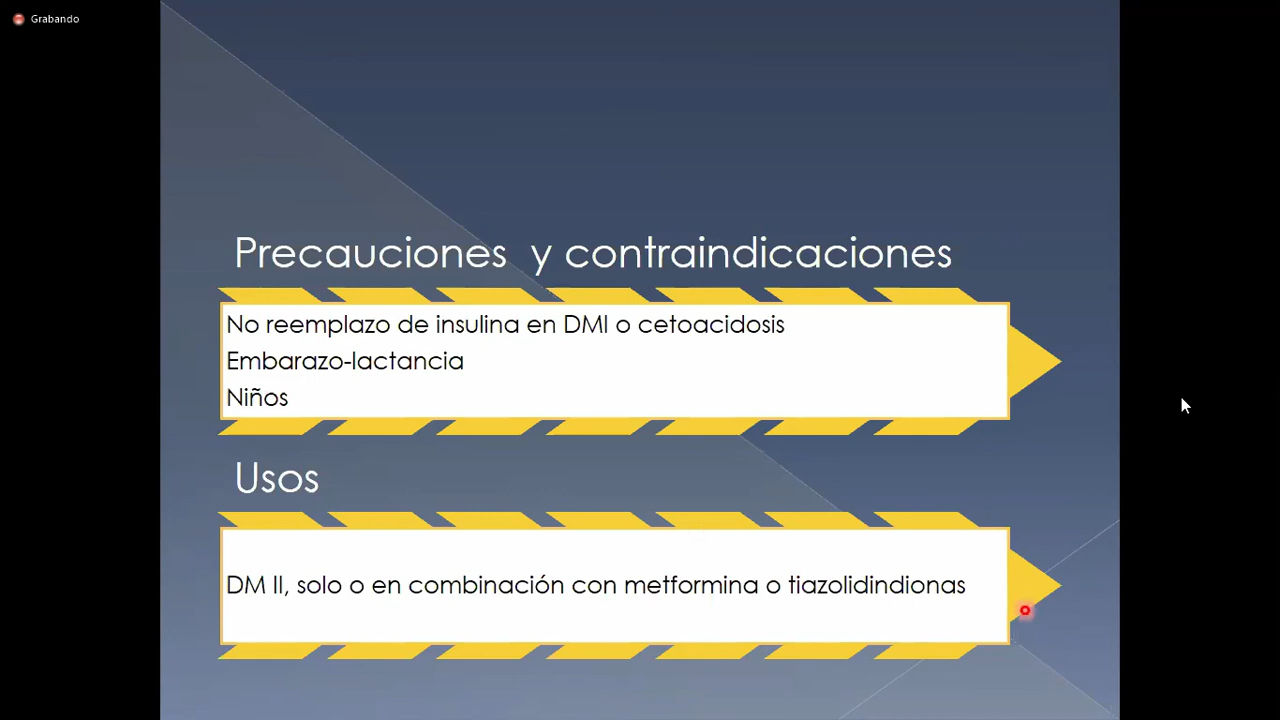 Grabando
Precauciones y contraindicaciones
No reemplazo de insulina en DMI o cetoacidosis
Embarazo-lactancia
Niños
Usos
DM II, solo o en combinación con metformina o tiazolidindionas